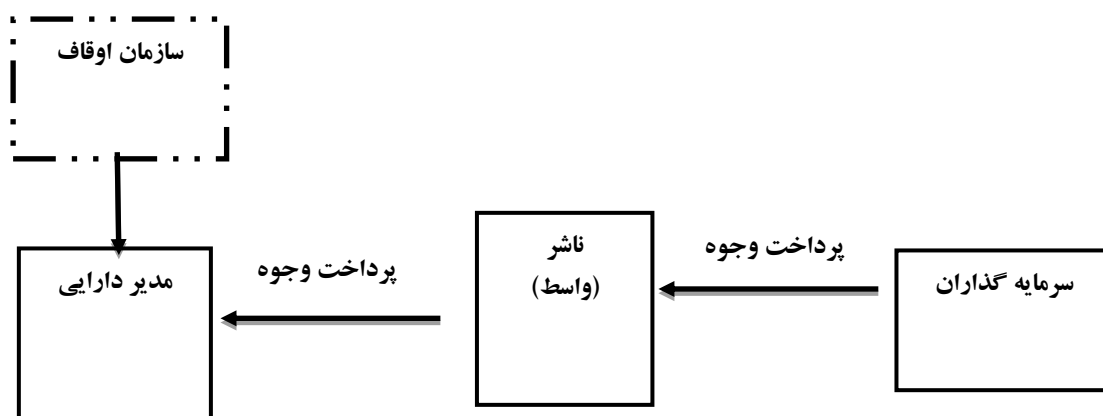 سازمان اوقاف
سرمایه گذاران
پرداخت وجوه
ناشر
(واسط)
پرداخت وجوه
مدیر دارایی